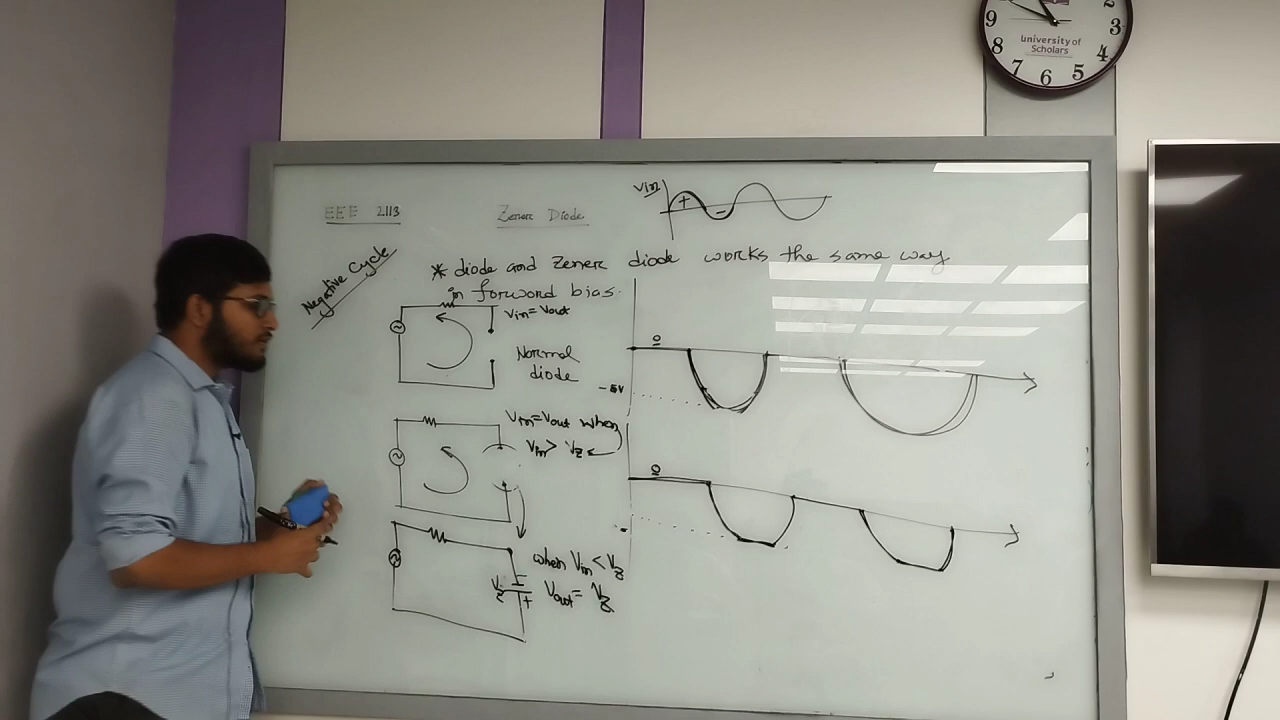 9
2
3
8
4
7
6
5
University of
Scholars
EEE 2113
Zener Diode
Vin
+
-
Negative Cycle
* diode and Zener diode works the same way
in forword bias.
Vin = Vout
Normal
diode
0
-5V
Vin = Vout when
Vin > Vz
0
when Vin < Vz
Vout = Vz
Vz
+